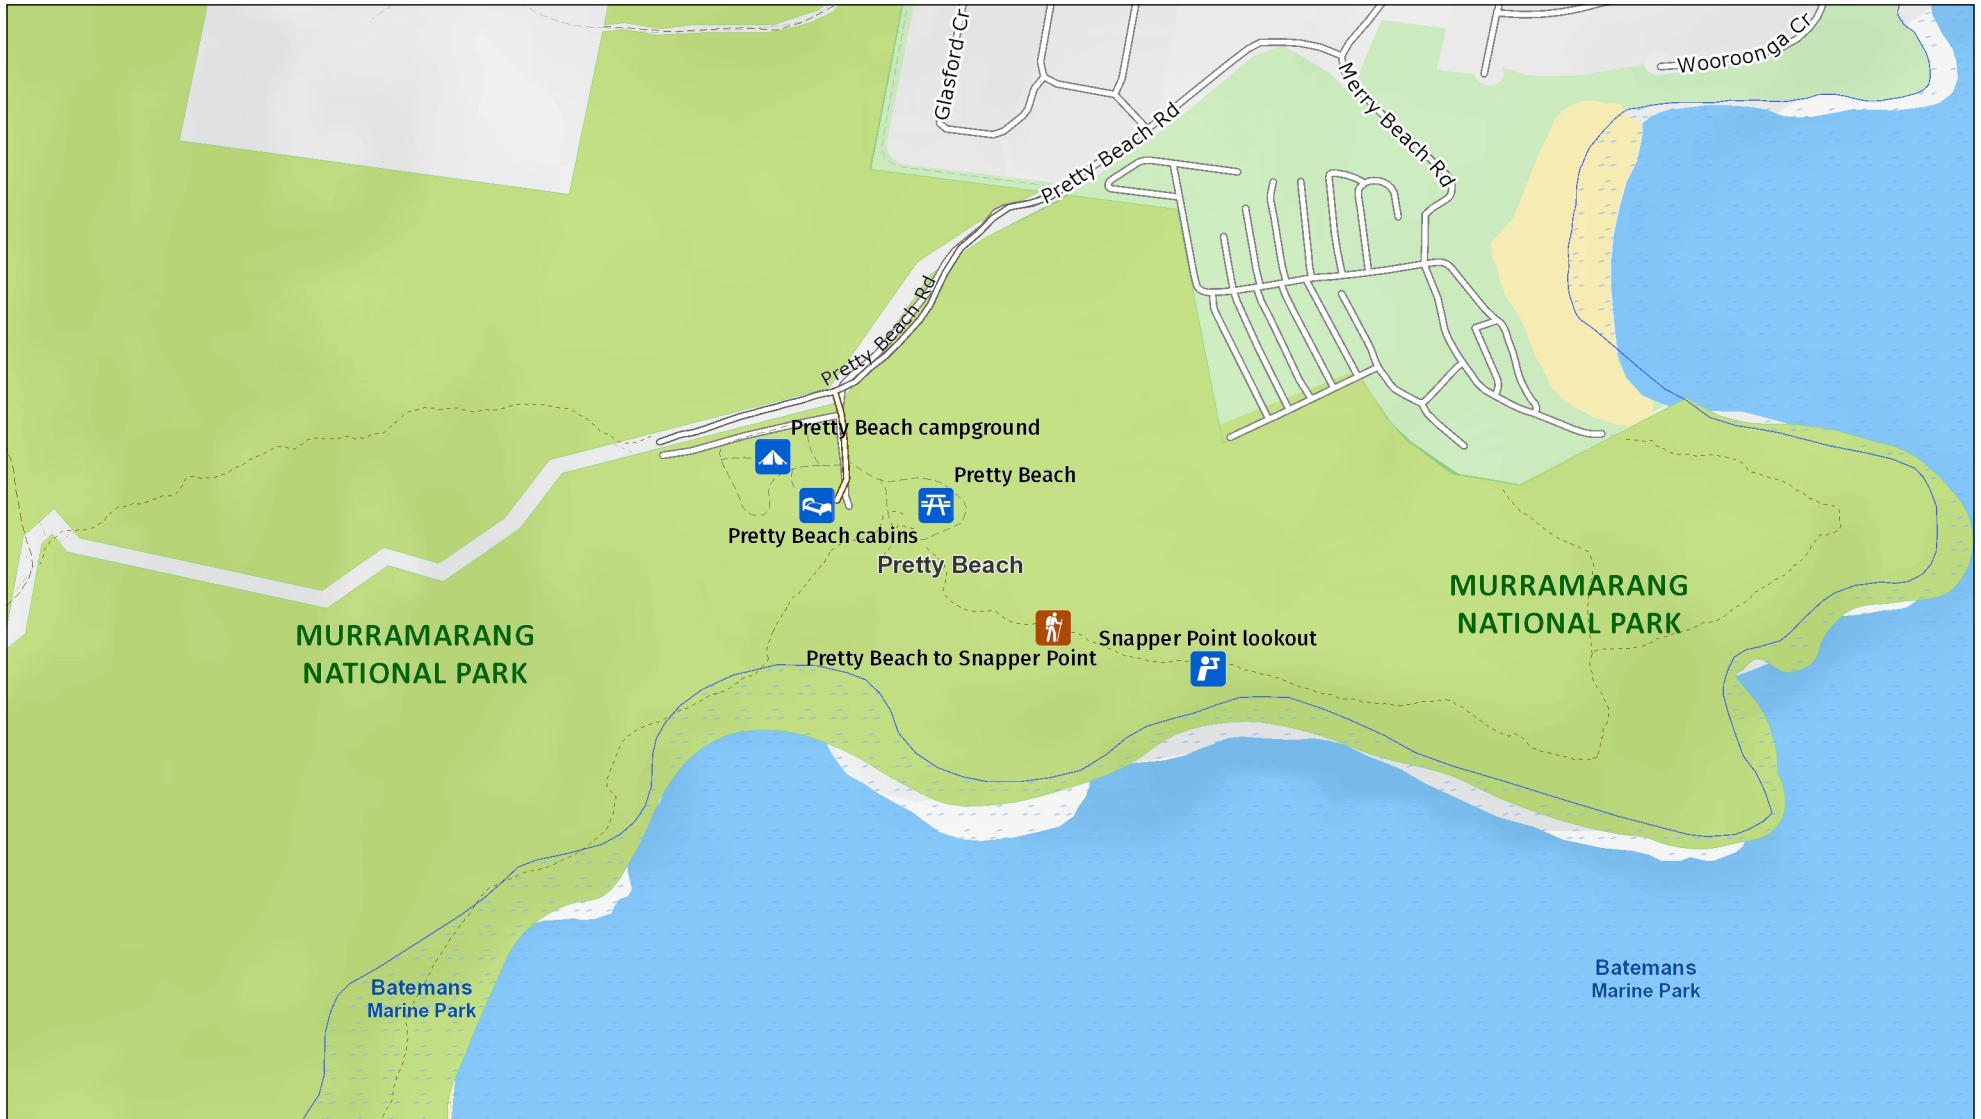 Glasford Cr
Wooroonga Cr
Merry Beach Rd
Pretty Beach Rd
Pretty Beach Rd
Pretty Beach campground
Pretty Beach
Pretty Beach cabins
Pretty Beach
MURRAMARANG
NATIONAL PARK
MURRAMARANG
NATIONAL PARK
Snapper Point lookout
Pretty Beach to Snapper Point
Batemans
Marine Park
Batemans
Marine Park